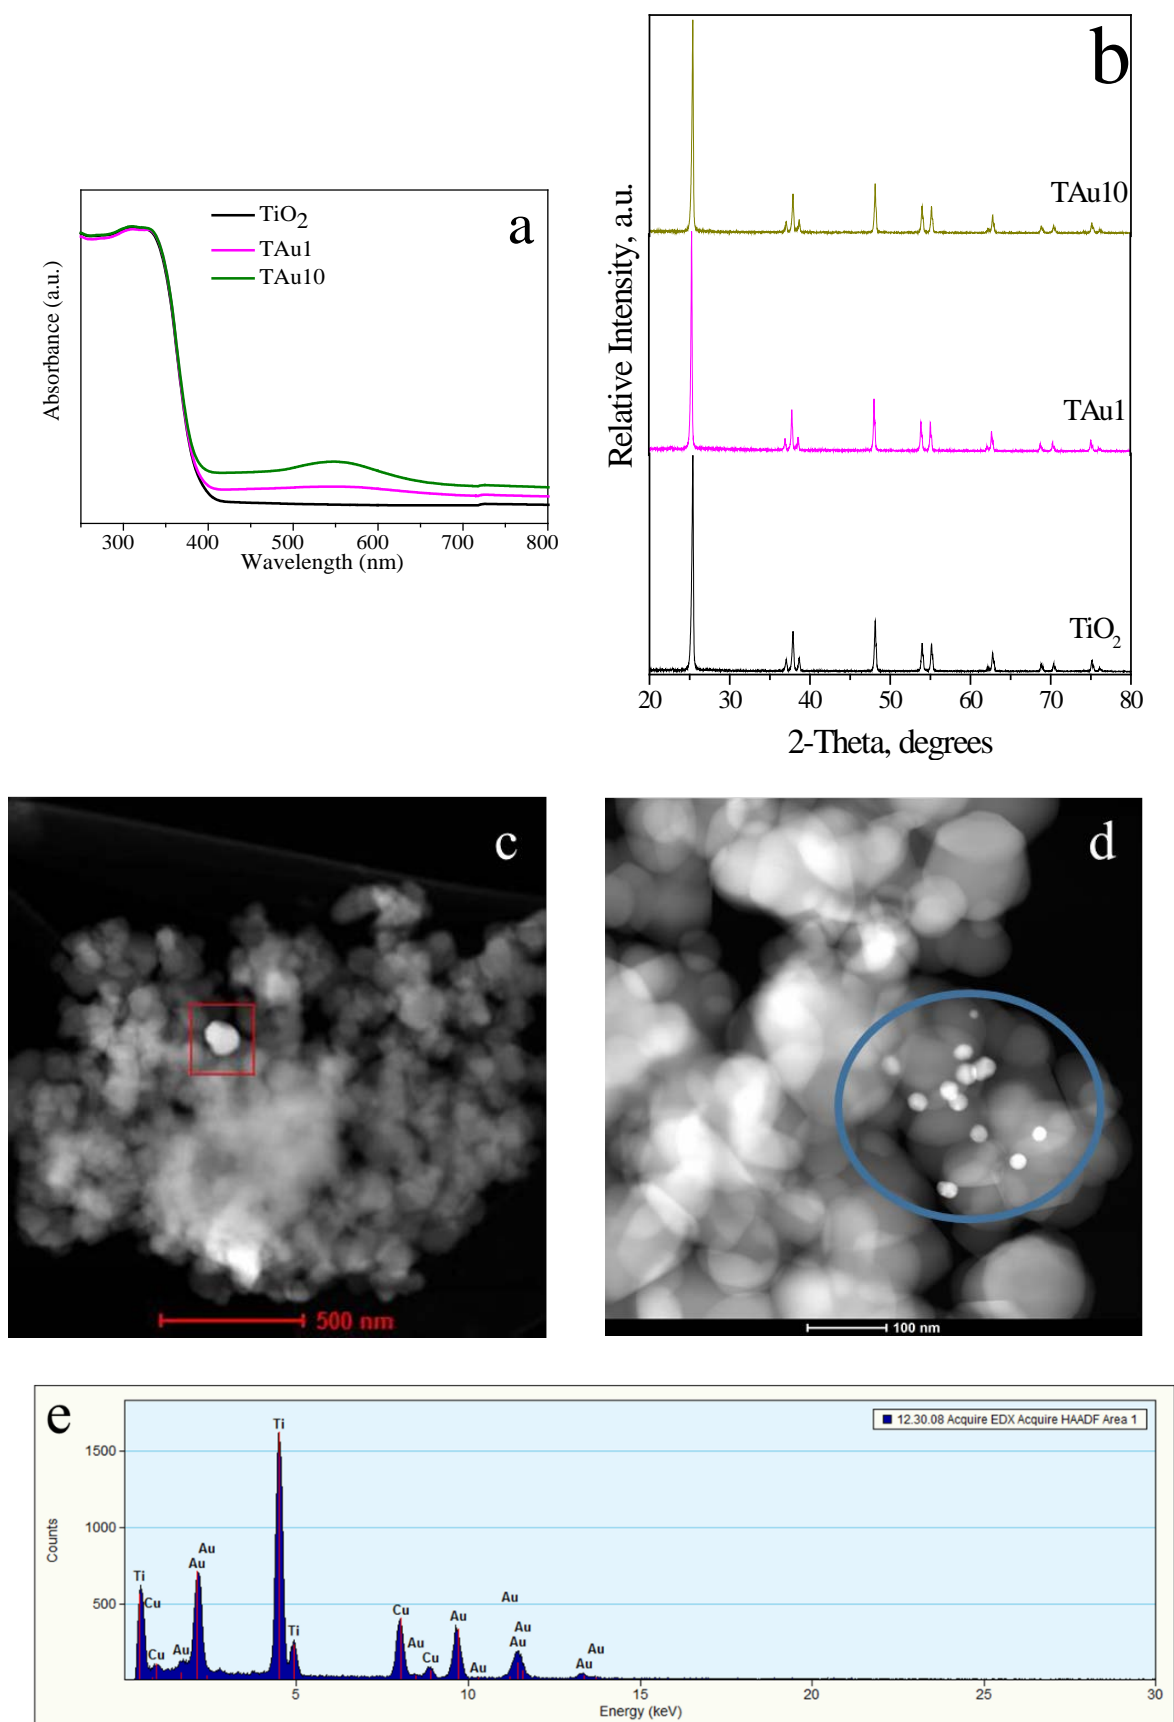 a
TiO2
TAu1
TAu10
Absorbance (a.u.)
300 400 500 600 700 800
Wavelength (nm)
b
TAu10
TAu1
TiO2
Relative Intensity, a.u.
20 30 40 50 60 70 80
2-Theta, degrees
c
500 nm
d
100 nm
e
12.30.08 Acquire EDX Acquire HAADF Area 1
Counts
1500
1000
500
Ti
Cu
Cu
Au
Au
Au
Ti
Ti
Cu
Au
Cu
Au
Au
Au
Au
Au
Au
Au
5 10 15 20 25 30
Energy (keV)